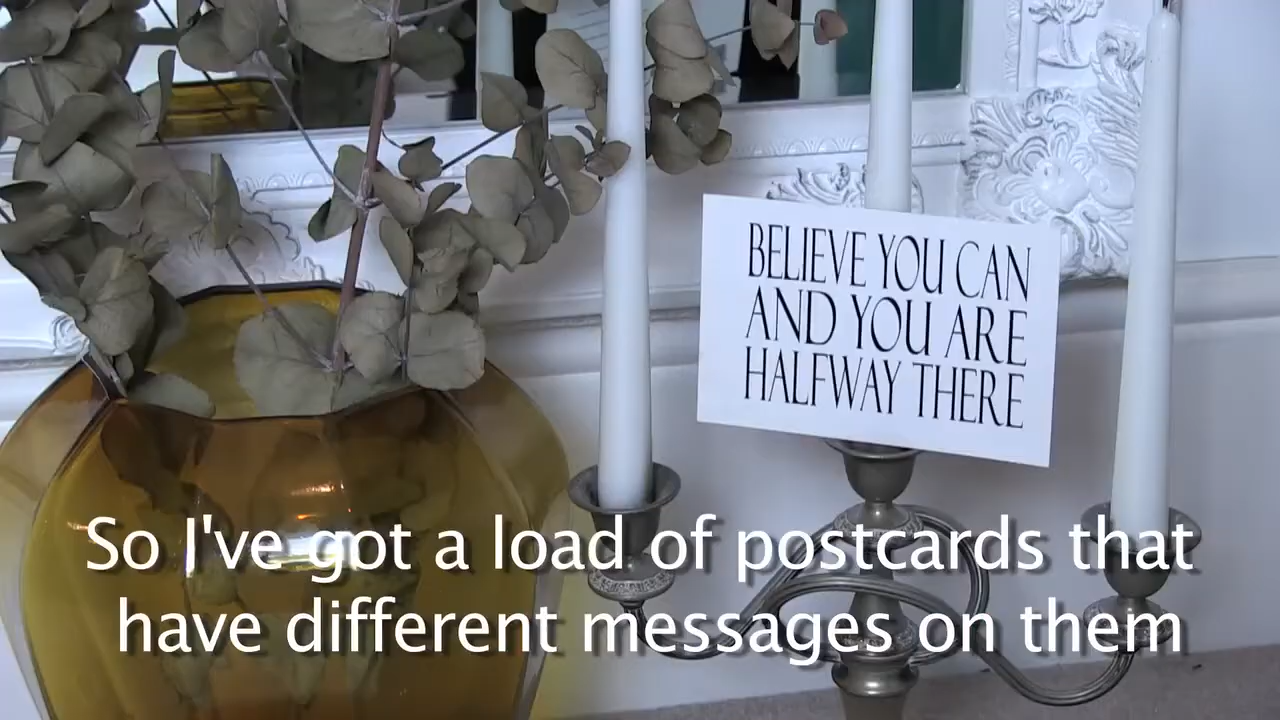 BELIEVE YOU CAN
AND YOU ARE
HALFWAY THERE
So I've got a load of postcards that
have different messages on them